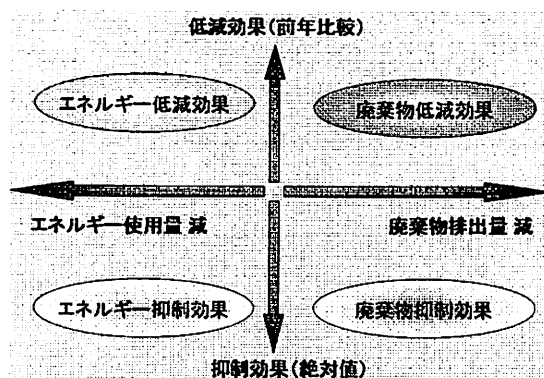 低減効果(前年比較)
エネルギー低減効果
廃棄物低減効果
エネルギー使用量 減
廃棄物排出量 減
エネルギー抑制効果
廃棄物抑制効果
抑制効果(絶対値)